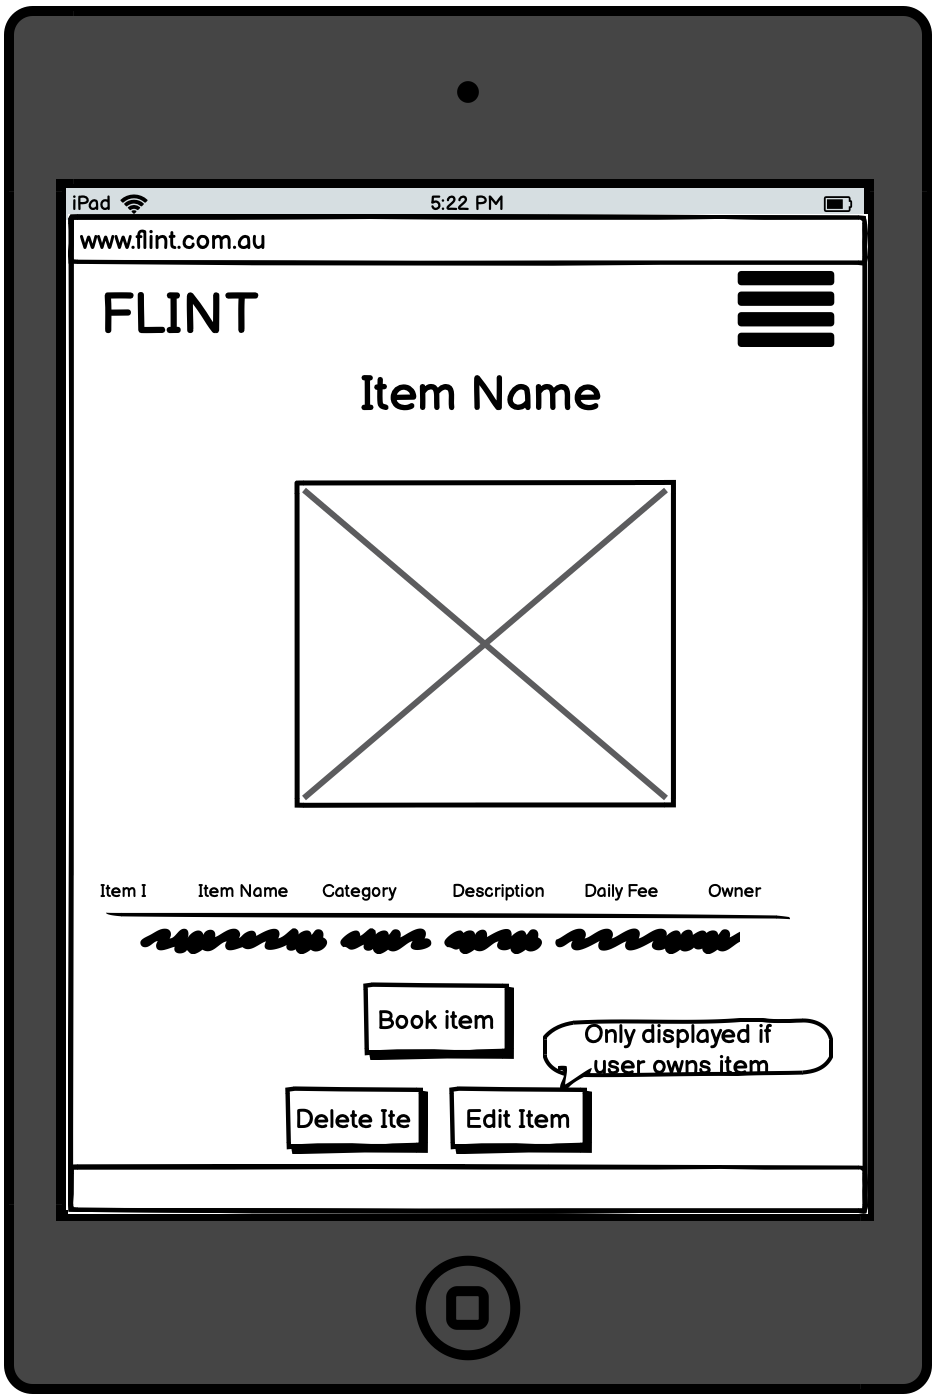 iPad 5:22 PM
www.flint.com.au
FLINT
Item Name
Item I Item Name Category Description Daily Fee Owner
Book item
Only displayed if
user owns item
Delete Ite Edit Item